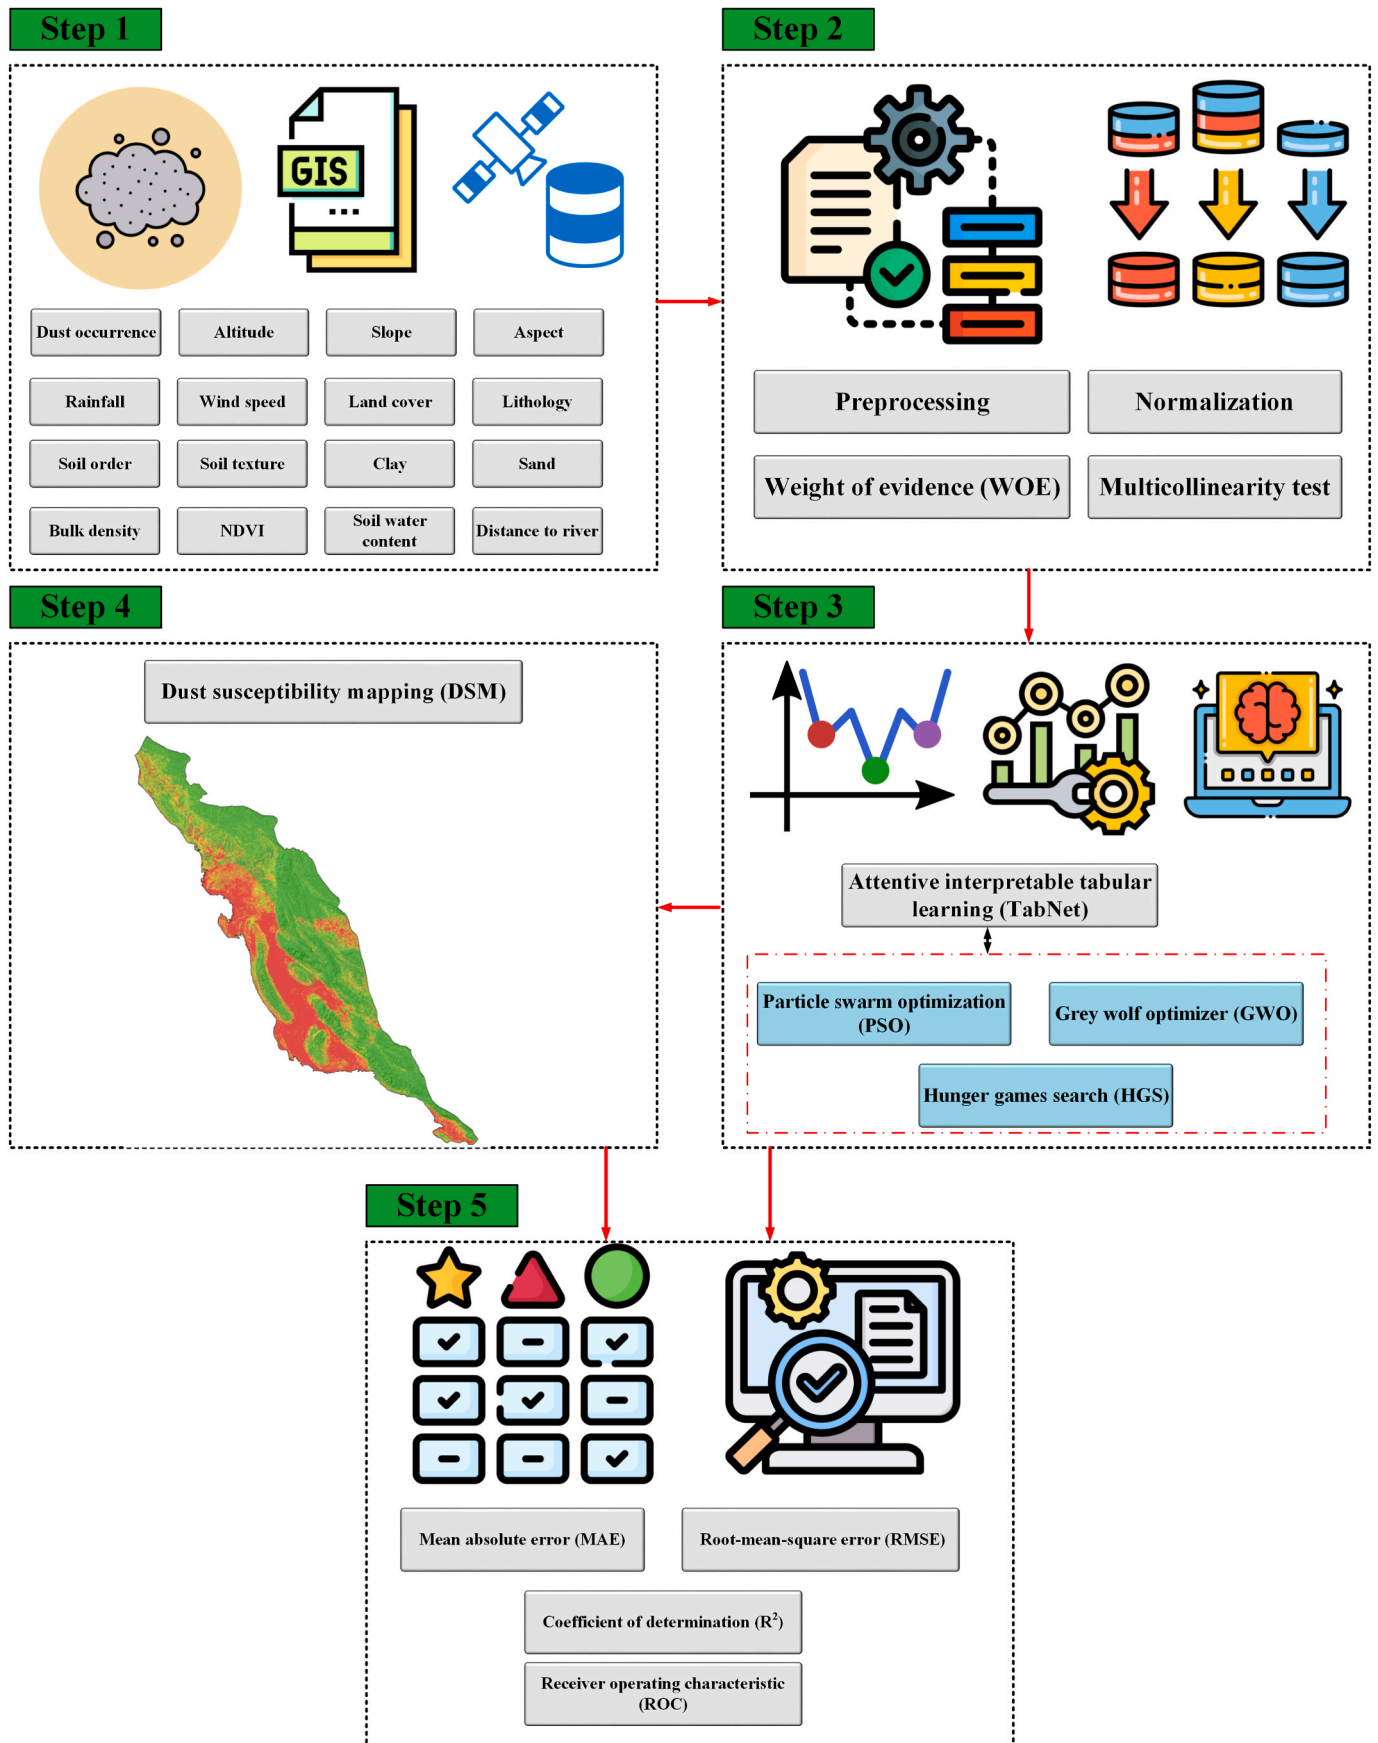 Step 1
GIS
Dust occurrence
Altitude
Slope
Aspect
Rainfall
Wind speed
Land cover
Lithology
Soil order
Soil texture
Clay
Sand
Bulk density
NDVI
Soil water
content
Distance to river
Step 2
Preprocessing
Normalization
Weight of evidence (WOE)
Multicollinearity test
Step 3
Attentive interpretable tabular
learning (TabNet)
Particle swarm optimization
(PSO)
Grey wolf optimizer (GWO)
Hunger games search (HGS)
Step 4
Dust susceptibility mapping (DSM)
Step 5
Mean absolute error (MAE)
Root-mean-square error (RMSE)
Coefficient of determination (R²)
Receiver operating characteristic
(ROC)